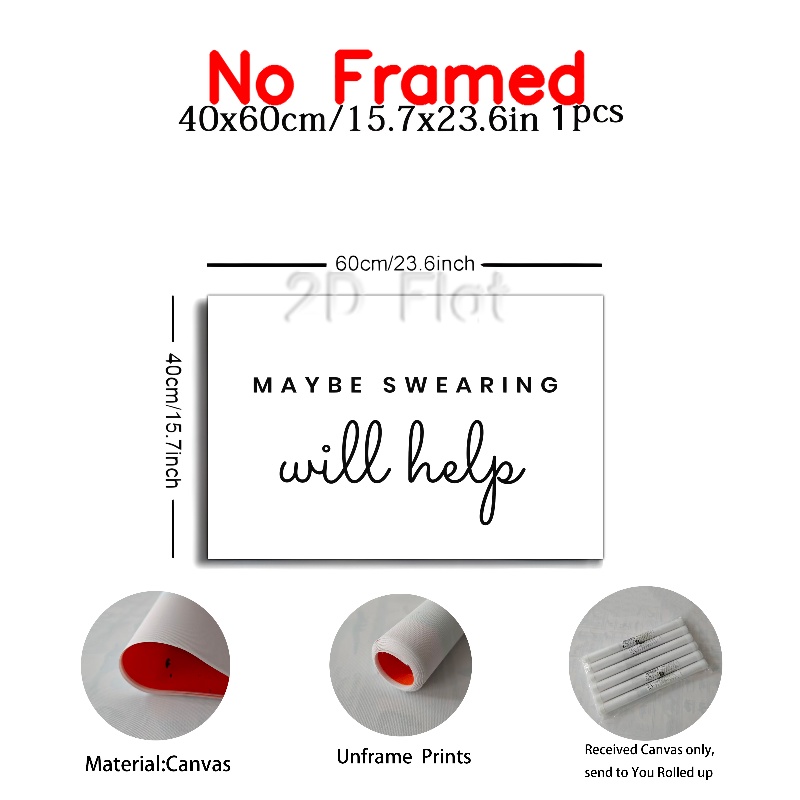 No Framed
40x60cm/15.7x23.6in 1pcs
60cm/23.6inch
2D Flat
40cm/15.7inch
MAYBE SWEARING
will help
Material:Canvas
Unframe Prints
Received Canvas only,
send to You Rolled up